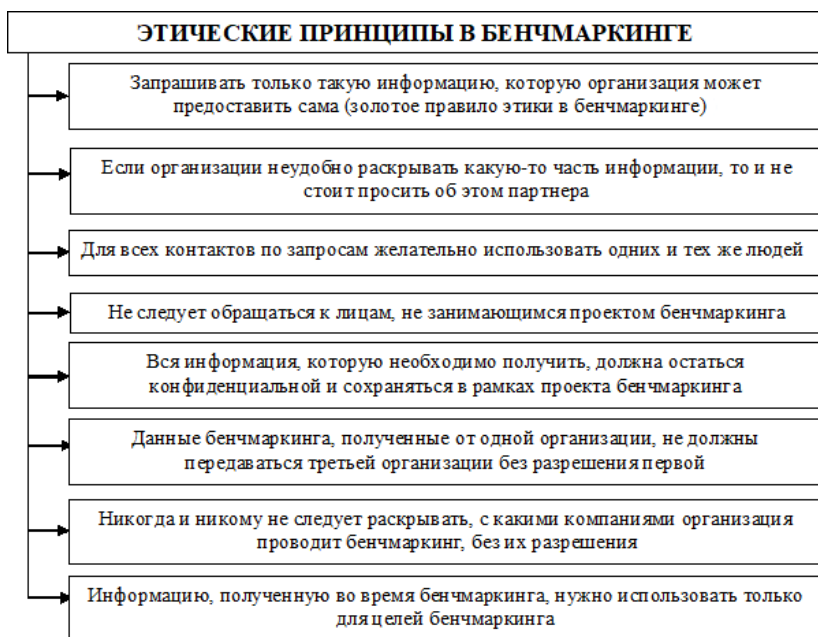 ЭТИЧЕСКИЕ ПРИНЦИПЫ В БЕНЧМАРКИНГЕ
Запрашивать только такую информацию, которую организация может
предоставить сама (золотое правило этики в бенчмаркинге)
Если организации неудобно раскрывать какую-то часть информации, то и не
стоит просить об этом партнера
Для всех контактов по запросам желательно использовать одних и тех же людей
Не следует обращаться к лицам, не занимающимся проектом бенчмаркинга
Вся информация, которую необходимо получить, должна остаться
конфиденциальной и сохраняться в рамках проекта бенчмаркинга
Данные бенчмаркинга, полученные от одной организации, не должны
передаваться третьей организации без разрешения первой
Никогда и никому не следует раскрывать, с какими компаниями организация
проводит бенчмаркинг, без их разрешения
Информацию, полученную во время бенчмаркинга, нужно использовать только
для целей бенчмаркинга